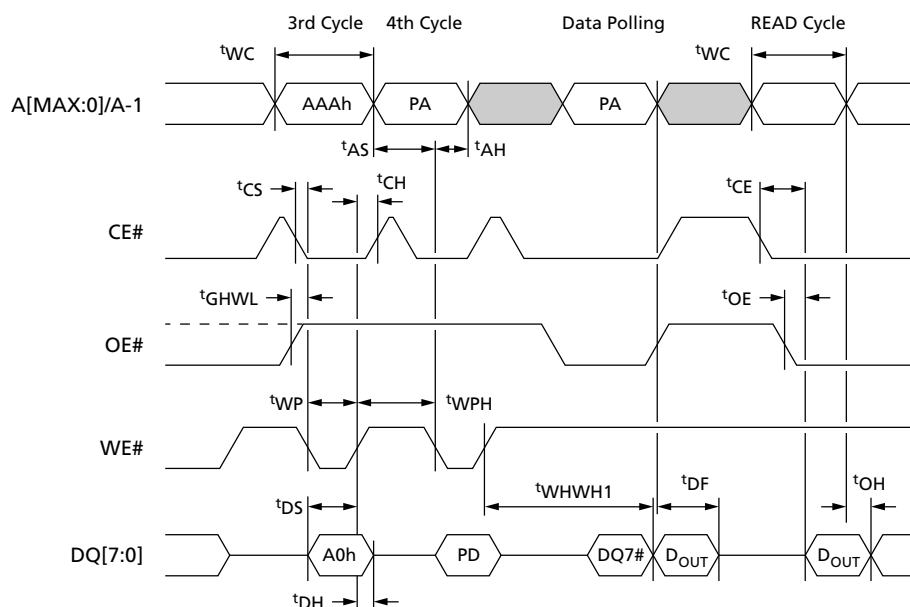 3rd Cycle 4th Cycle Data Polling READ Cycle
tWC tWC
A[MAX:0]/A-1 AAAh PA PA
tAS tAH
tCS tCH tCE
CE#
tGHWL tOE
OE#
tWP tWPH
WE#
tWHWH1 tDF tOH
tDS
DQ[7:0] A0h PD DQ7# DOUT DOUT
tDH